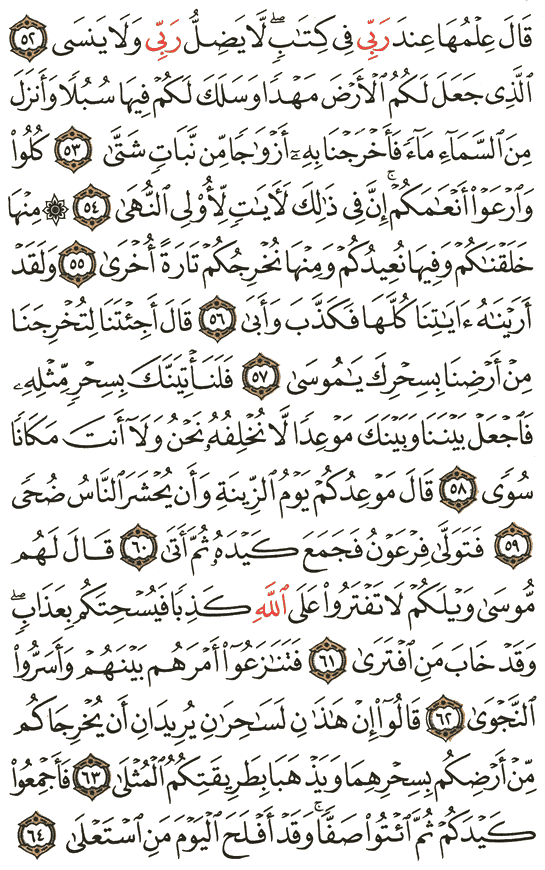 قَالَ عِلْمُهَا عِندَ رَبِّى فِى كِتَٰبٍۖ لَّا يَضِلُّ رَبِّى وَلَا يَنسَى ٥٢
ٱلَّذِى جَعَلَ لَكُمُ ٱلْأَرْضَ مَهْدًا وَسَلَكَ لَكُمْ فِيهَا سُبُلًا وَأَنزَلَ
مِنَ ٱلسَّمَآءِ مَآءً فَأَخْرَجْنَا بِهِۦٓ أَزْوَٰجًا مِّن نَّبَاتٍ شَتَّىٰ ٥٣ كُلُوا۟
وَٱرْعَوْا۟ أَنْعَٰمَكُمْۗ إِنَّ فِى ذَٰلِكَ لَأٓيَٰتٍ لِّأُو۟لِى ٱلنُّهَىٰ ٥٤ ۞ مِنْهَا
خَلَقْنَٰكُمْ وَفِيهَا نُعِيدُكُمْ وَمِنْهَا نُخْرِجُكُمْ تَارَةً أُخْرَىٰ ٥٥ وَلَقَدْ
أَرَيْنَٰهُ ءَايَٰتِنَا كُلَّهَا فَكَذَّبَ وَأَبَىٰ ٥٦ قَالَ أَجِئْتَنَا لِتُخْرِجَنَا
مِنْ أَرْضِنَا بِسِحْرِكَ يَٰمُوسَىٰ ٥٧ فَلَنَأْتِيَنَّكَ بِسِحْرٍ مِّثْلِهِۦ
فَٱجْعَلْ بَيْنَنَا وَبَيْنَكَ مَوْعِدًا لَّا نُخْلِفُهُۥ نَحْنُ وَلَآ أَنتَ مَكَانًا
سُوًى ٥٨ قَالَ مَوْعِدُكُمْ يَوْمُ ٱلزِّينَةِ وَأَن يُحْشَرَ ٱلنَّاسُ ضُحًى
٥٩ فَتَوَلَّىٰ فِرْعَوْنُ فَجَمَعَ كَيْدَهُۥ ثُمَّ أَتَىٰ ٦٠ قَالَ لَهُم
مُّوسَىٰ وَيْلَكُمْ لَا تَفْتَرُوا۟ عَلَى ٱللَّهِ كَذِبًا فَيُسْحِتَكُم بِعَذَابٍۖ
وَقَدْ خَابَ مَنِ ٱفْتَرَىٰ ٦١ فَتَنَٰزَعُوٓا۟ أَمْرَهُم بَيْنَهُمْ وَأَسَرُّوا۟
ٱلنَّجْوَىٰ ٦٢ قَالُوٓا۟ إِنْ هَٰذَٰنِ لَسَٰحِرَٰنِ يُرِيدَانِ أَن يُخْرِجَاكُم
مِّنْ أَرْضِكُم بِسِحْرِهِمَا وَيَذْهَبَا بِطَرِيقَتِكُمُ ٱلْمُثْلَىٰ ٦٣ فَأَجْمِعُوا۟
كَيْدَكُمْ ثُمَّ ٱئْتُوا۟ صَفًّاۚ وَقَدْ أَفْلَحَ ٱلْيَوْمَ مَنِ ٱسْتَعْلَىٰ ٦٤